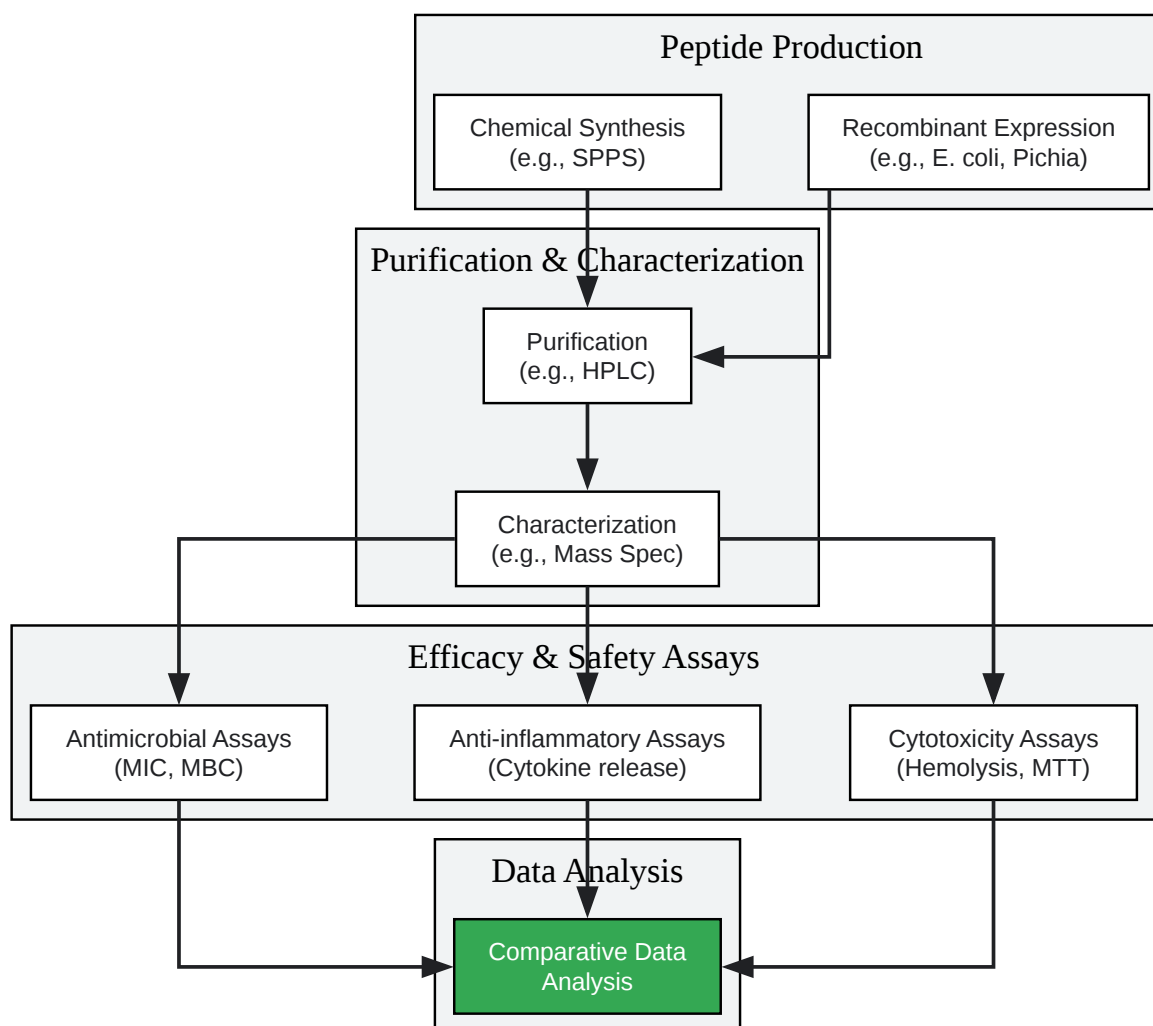 Peptide Production
Chemical Synthesis
(e.g., SPPS)
Recombinant Expression
(e.g., E. coli, Pichia)
Purification & Characterization
Purification
(e.g., HPLC)
Characterization
(e.g., Mass Spec)
Efficacy & Safety Assays
Antimicrobial Assays
(MIC, MBC)
Anti-inflammatory Assays
(Cytokine release)
Cytotoxicity Assays
(Hemolysis, MTT)
Data Analysis
Comparative Data
Analysis